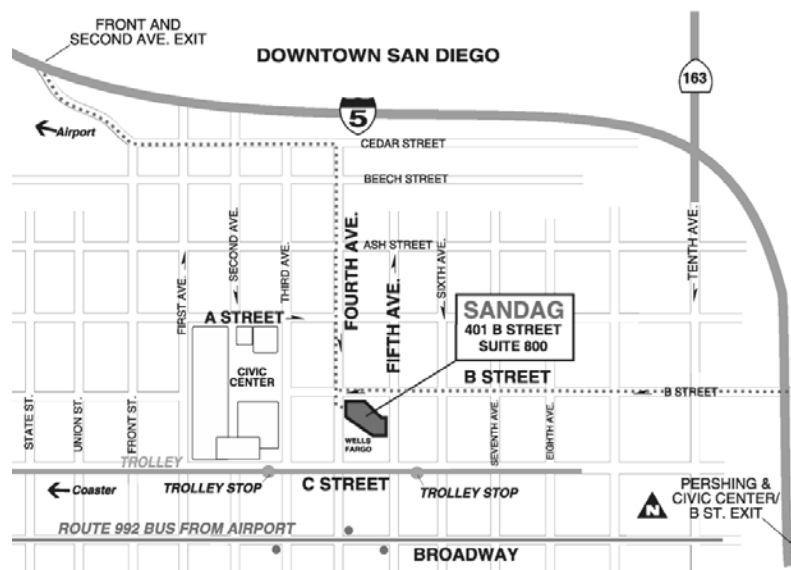 FRONT AND
SECOND AVE. EXIT
DOWNTOWN SAN DIEGO
163
5
Airport
CEDAR STREET
BEECH STREET
ASH STREET
FIRST AVE.
SECOND AVE.
THIRD AVE.
FOURTH AVE.
FIFTH AVE.
SIXTH AVE.
TENTH AVE.
A STREET
SANDAG
401 B STREET
SUITE 800
CIVIC
CENTER
B STREET
B STREET
STATE ST.
UNION ST.
FRONT ST.
WELLS
FARGO
SEVENTH AVE.
EIGHTH AVE.
TROLLEY
TROLLEY STOP
C STREET
TROLLEY STOP
Coaster
N
PERSHING &
CIVIC CENTER/
B ST. EXIT
ROUTE 992 BUS FROM AIRPORT
BROADWAY